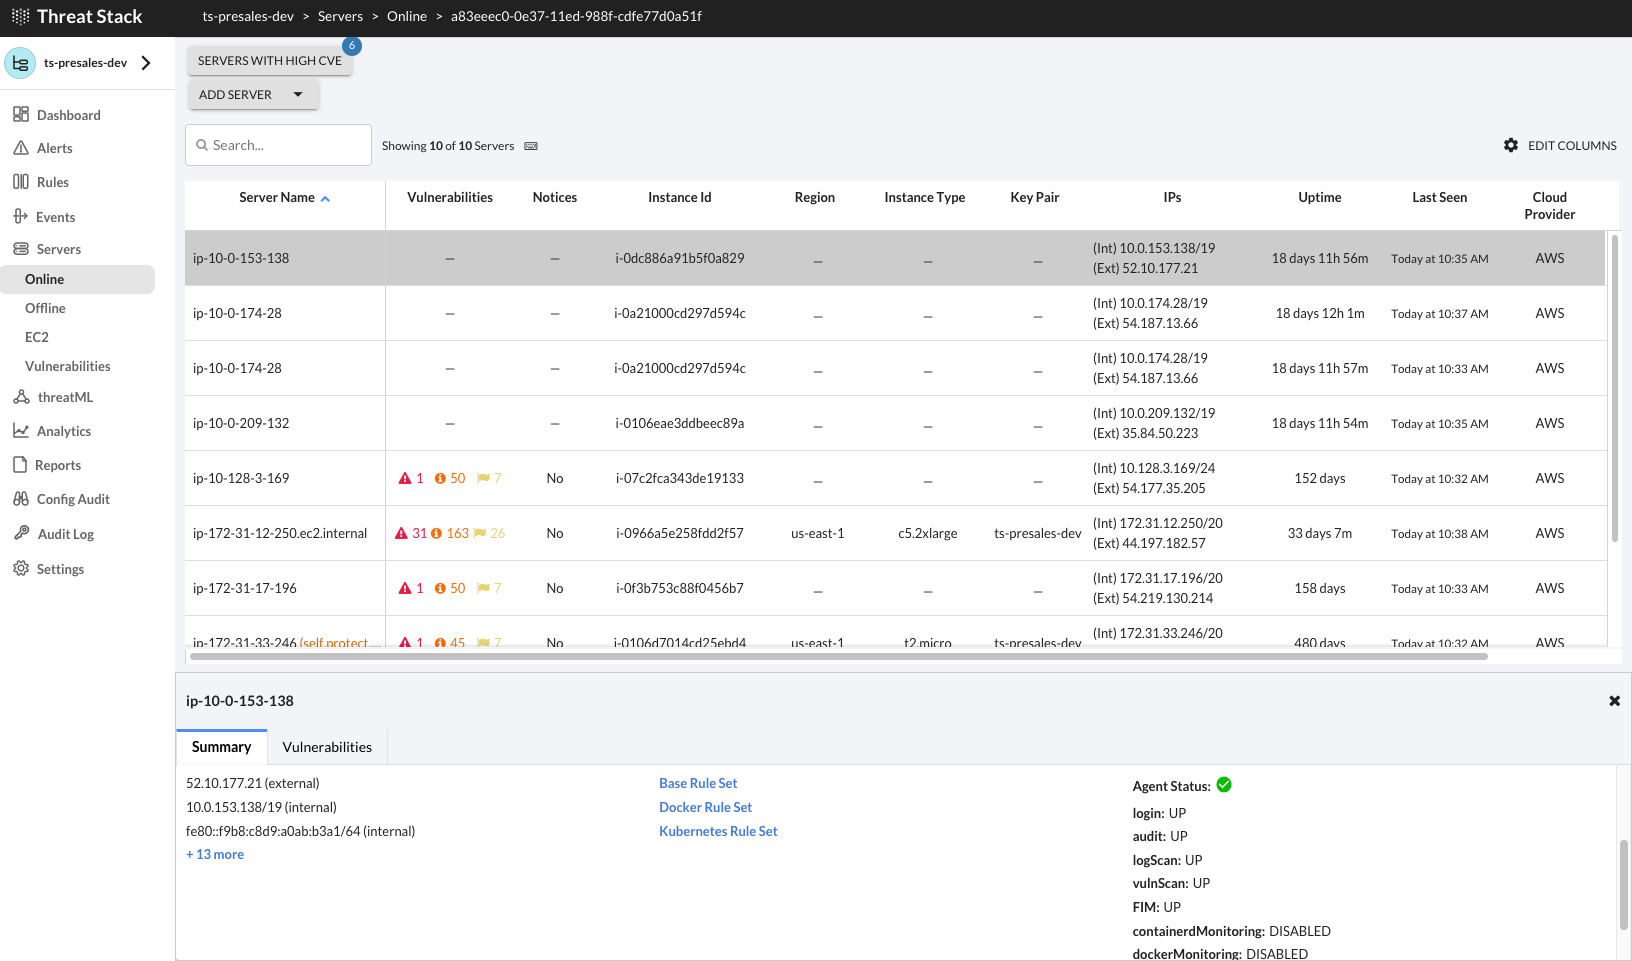 Threat Stack
ts-presales-dev > Servers > Online > a83eeec0-0e37-11ed-988f-cdfe77d0a51f
ts-presales-dev
Dashboard
Alerts
Rules
Events
Servers
Online
Offline
EC2
Vulnerabilities
threatML
Analytics
Reports
Config Audit
Audit Log
Settings
SERVERS WITH HIGH CVE 6
ADD SERVER
Search...
Showing 10 of 10 Servers
EDIT COLUMNS
Server Name Vulnerabilities Notices Instance Id Region Instance Type Key Pair IPs Uptime Last Seen Cloud Provider
ip-10-0-153-138 — — i-0dc886a91b5f0a829 — — — (Int) 10.0.153.138/19 18 days 11h 56m Today at 10:35 AM AWS
(Ext) 52.10.177.21
ip-10-0-174-28 — — i-0a21000cd297d594c — — — (Int) 10.0.174.28/19 18 days 12h 1m Today at 10:37 AM AWS
(Ext) 54.187.13.66
ip-10-0-174-28 — — i-0a21000cd297d594c — — — (Int) 10.0.174.28/19 18 days 11h 57m Today at 10:33 AM AWS
(Ext) 54.187.13.66
ip-10-0-209-132 — — i-0106eae3ddbeec89a — — — (Int) 10.0.209.132/19 18 days 11h 54m Today at 10:35 AM AWS
(Ext) 35.84.50.223
ip-10-128-3-169 1 50 7 No i-07c2fca343de19133 — — — (Int) 10.128.3.169/24 152 days Today at 10:32 AM AWS
(Ext) 54.177.35.205
ip-172-31-12-250.ec2.internal 31 163 26 No i-0966a5e258fdd2f57 us-east-1 c5.2xlarge ts-presales-dev (Int) 172.31.12.250/20 33 days 7m Today at 10:38 AM AWS
(Ext) 44.197.182.57
ip-172-31-17-196 1 50 7 No i-0f3b753c88f0456b7 — — — (Int) 172.31.17.196/20 158 days Today at 10:33 AM AWS
(Ext) 54.219.130.214
ip-172-31-33-246 (self.protect.... 1 45 7 No i-0106d7014cd25ebd4 us-east-1 t2.micro ts-presales-dev (Int) 172.31.33.246/20 480 days Today at 10:32 AM AWS
ip-10-0-153-138
Summary Vulnerabilities
52.10.177.21 (external)
10.0.153.138/19 (internal)
fe80::f9b8:c8d9:a0ab:b3a1/64 (internal)
+ 13 more
Base Rule Set
Docker Rule Set
Kubernetes Rule Set
Agent Status:
login: UP
audit: UP
logScan: UP
vulnScan: UP
FIM: UP
containerdMonitoring: DISABLED
dockerMonitoring: DISABLED